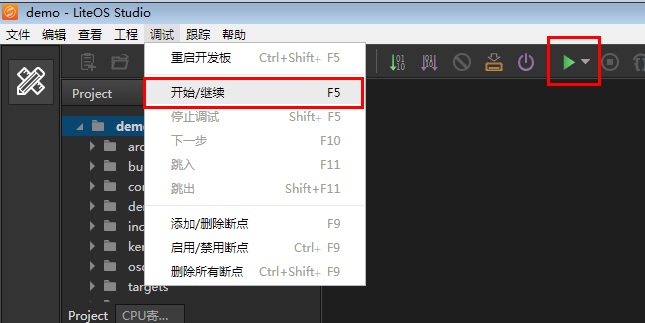 demo - LiteOS Studio
文件 编辑 查看 工程 调试 跟踪 帮助
重启开发板 Ctrl+Shift+ F5
开始/继续 F5
停止调试 Shift+ F5
下一步 F10
跳入 F11
跳出 Shift+F11
添加/删除断点 F9
启用/禁用断点 Ctrl+ F9
删除所有断点 Ctrl+Shift+ F9
Project
demo
arc
bu
con
de
inc
ker
oso
targets
Project CPU寄...